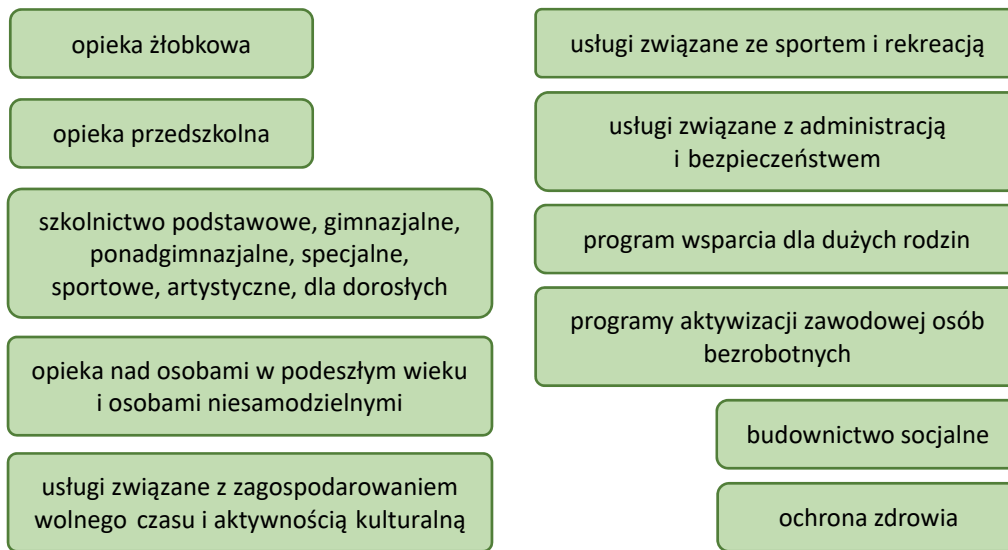 opieka żłobkowa
opieka przedszkolna
szkolnictwo podstawowe, gimnazjalne,
ponadgimnazjalne, specjalne,
sportowe, artystyczne, dla dorosłych
opieka nad osobami w podeszłym wieku
i osobami niesamodzielnymi
usługi związane z zagospodarowaniem
wolnego czasu i aktywnością kulturalną
usługi związane ze sportem i rekreacją
usługi związane z administracją
i bezpieczeństwem
program wsparcia dla dużych rodzin
programy aktywizacji zawodowej osób
bezrobotnych
budownictwo socjalne
ochrona zdrowia